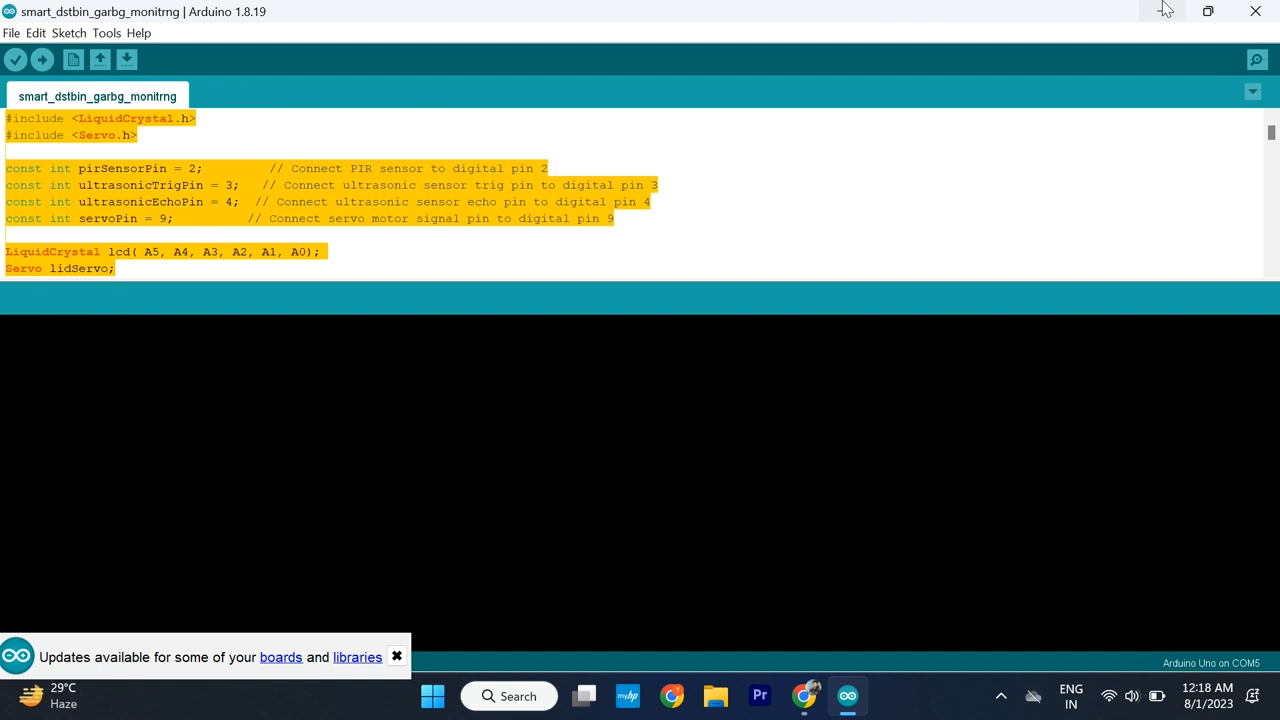 smart_dstbin_garbg_monitrng | Arduino 1.8.19
File Edit Sketch Tools Help
smart_dstbin_garbg_monitrng
#include <LiquidCrystal.h>
#include <Servo.h>
const int pirSensorPin = 2; // Connect PIR sensor to digital pin 2
const int ultrasonicTrigPin = 3; // Connect ultrasonic sensor trig pin to digital pin 3
const int ultrasonicEchoPin = 4; // Connect ultrasonic sensor echo pin to digital pin 4
const int servoPin = 9; // Connect servo motor signal pin to digital pin 9
LiquidCrystal lcd( A5, A4, A3, A2, A1, A0);
Servo lidServo;
Updates available for some of your boards and libraries
Arduino Uno on COM5
29°C
Haze
Search
myhp
Pr
ENG
IN
12:18 AM
8/1/2023